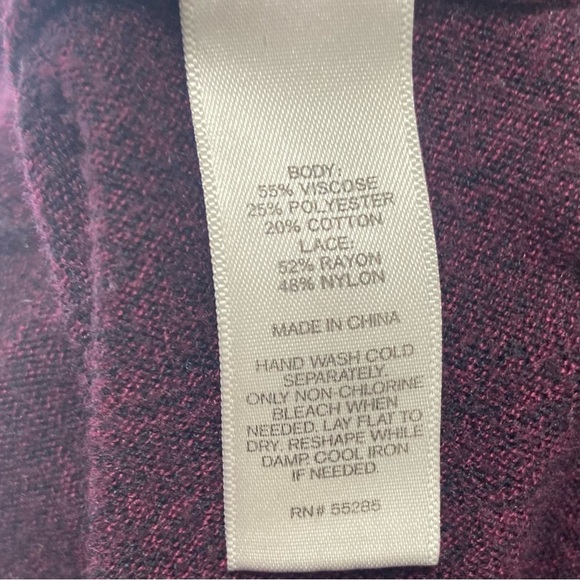 BODY:
55% VISCOSE
25% POLYESTER
20% COTTON
LACE:
52% RAYON
48% NYLON
MADE IN CHINA
HAND WASH COLD
SEPARATELY.
ONLY NON-CHLORINE
BLEACH WHEN
NEEDED. LAY FLAT TO
DRY. RESHAPE WHILE
DAMP. COOL IRON
IF NEEDED.
RN# 55285